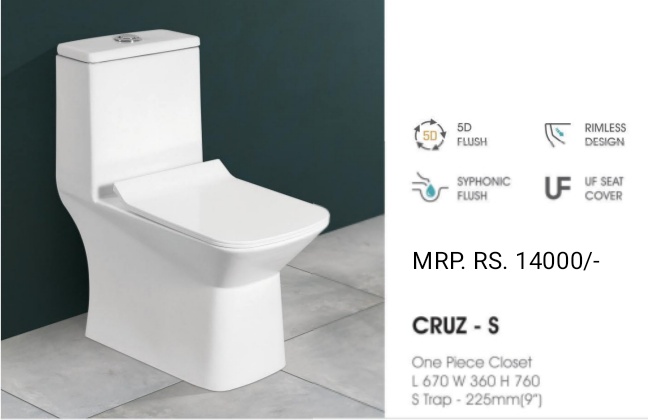 5D
5D
FLUSH
RIMLESS
DESIGN
SYPHONIC
FLUSH
UF
UF SEAT
COVER
MRP. RS. 14000/-
CRUZ - S
One Piece Closet
L 670 W 360 H 760
S Trap - 225mm(9")